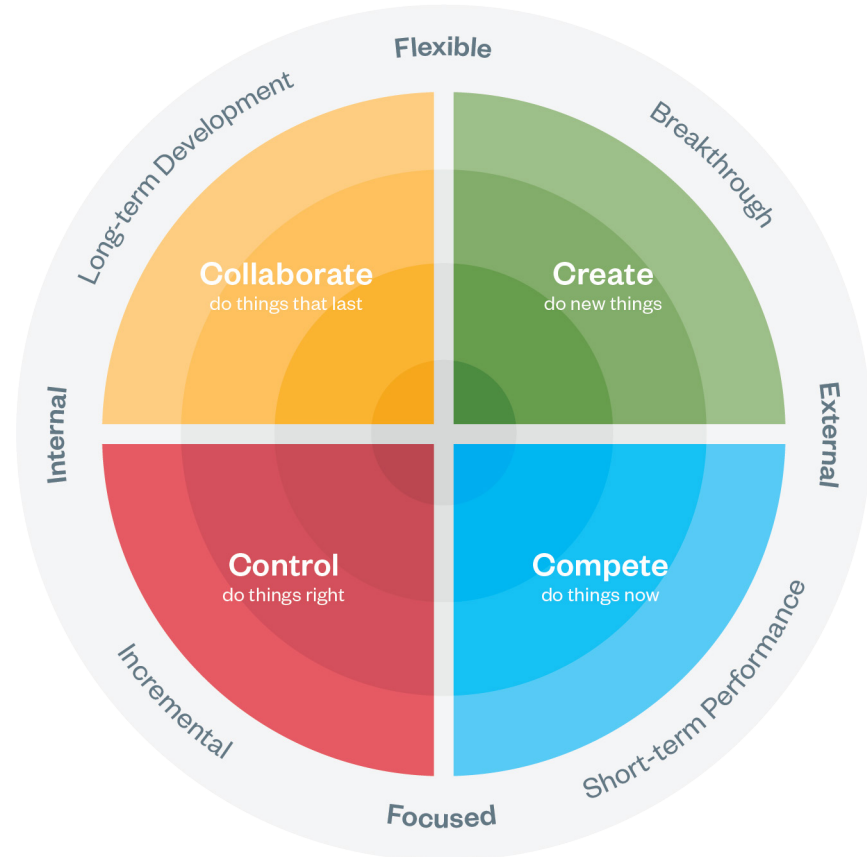 Flexible
Long-term Development
Breakthrough
Collaborate
do things that last
Create
do new things
Internal
External
Control
do things right
Compete
do things now
Incremental
Short-term Performance
Focused